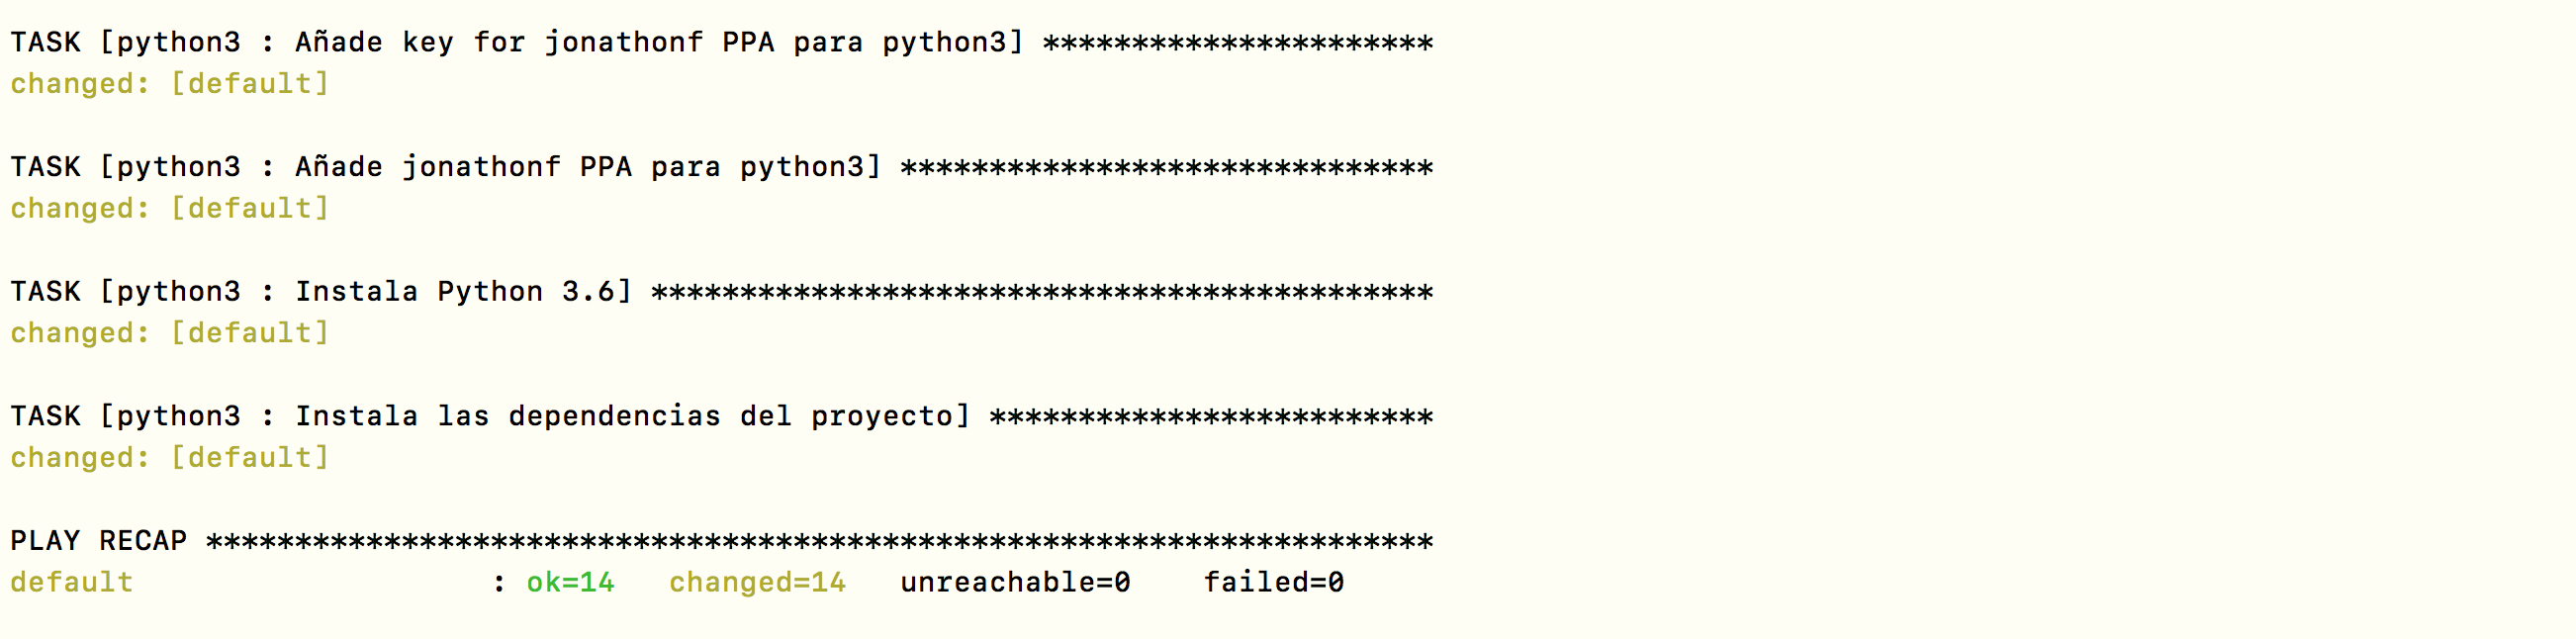 TASK [python3 : Añade key for jonathonf PPA para python3] **********************
changed: [default]
TASK [python3 : Añade jonathonf PPA para python3] ******************************
changed: [default]
TASK [python3 : Instala Python 3.6] ********************************************
changed: [default]
TASK [python3 : Instala las dependencias del proyecto] *************************
changed: [default]
PLAY RECAP *********************************************************************
default                    : ok=14   changed=14   unreachable=0    failed=0